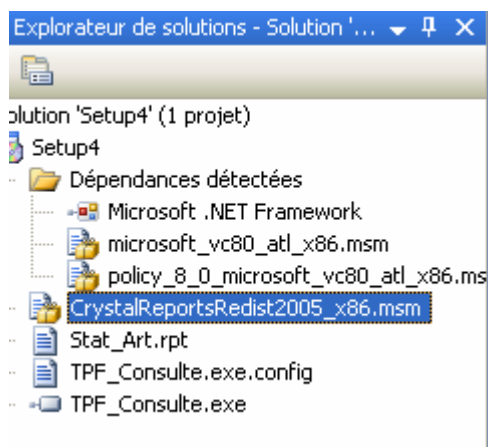 Explorateur de solutions - Solution '...
olution 'Setup4' (1 projet)
Setup4
Dépendances détectées
Microsoft .NET Framework
microsoft_vc80_atl_x86.msm
policy_8_0_microsoft_vc80_atl_x86.ms
CrystalReportsRedist2005_x86.msm
Stat_Art.rpt
TPF_Consulte.exe.config
TPF_Consulte.exe